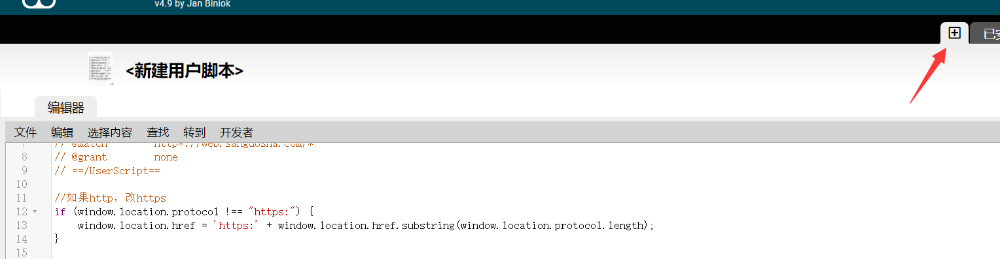 v4.9 by Jan Biniok
已安
<新建用户脚本>
编辑器
文件 编辑 选择内容 查找 转到 开发者
7 // @match http*://web.sanguosha.com/*
8 // @grant none
9 // ==/UserScript==
10
11 //如果http，改https
12 if (window.location.protocol !== "https:") {
13 window.location.href = 'https:' + window.location.href.substring(window.location.protocol.length);
14 }
15